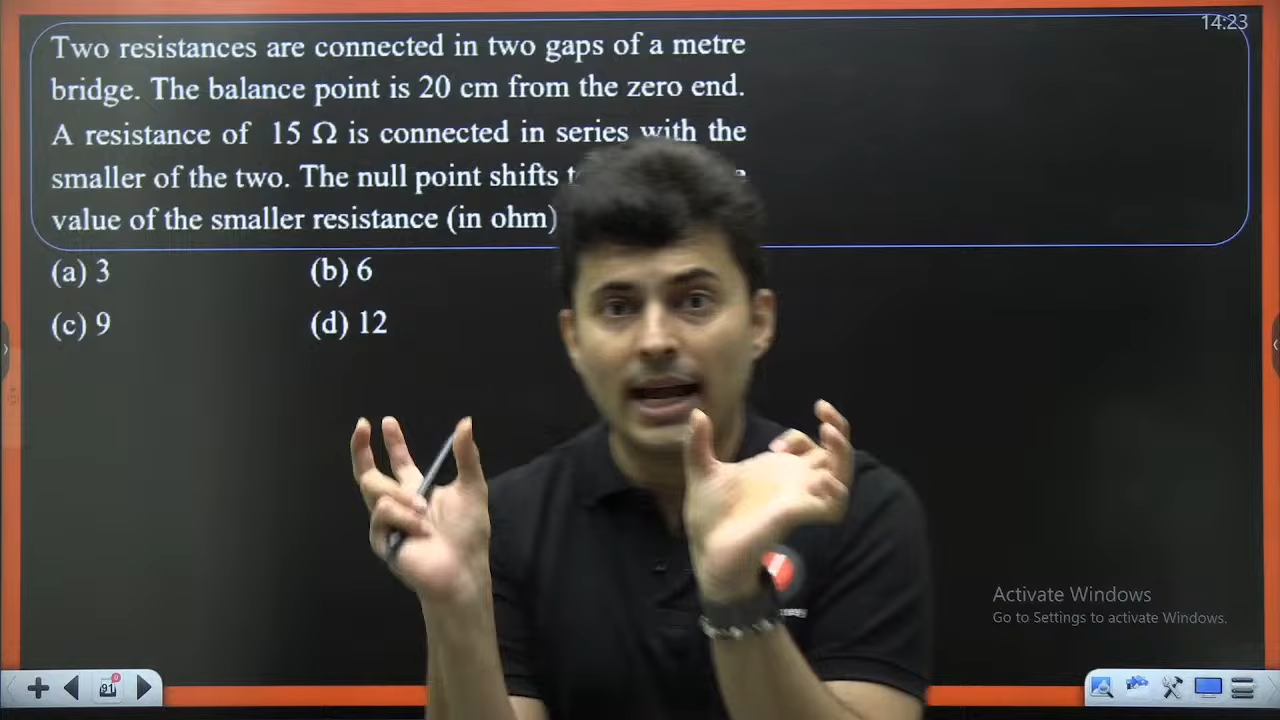 14:23
Two resistances are connected in two gaps of a metre
bridge. The balance point is 20 cm from the zero end.
A resistance of 15 Ω is connected in series with the
smaller of the two. The null point shifts
value of the smaller resistance (in ohm)
(a) 3 (b) 6
(c) 9 (d) 12
Activate Windows
Go to Settings to activate Windows.
91